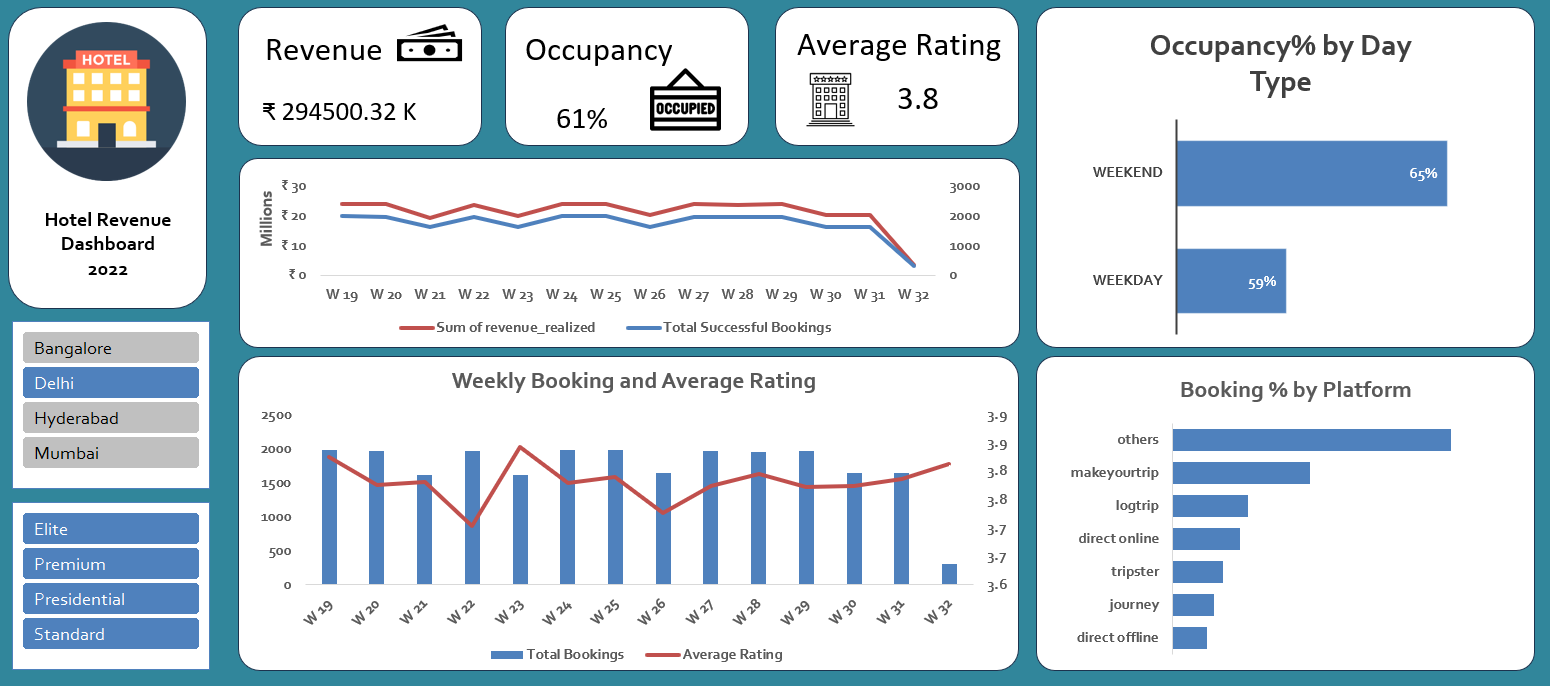 HOTEL
Hotel Revenue
Dashboard
2022
Bangalore
Delhi
Hyderabad
Mumbai
Elite
Premium
Presidential
Standard
Revenue
₹ 294500.32 K
Occupancy
61%
OCCUPIED
Average Rating
3.8
Millions
₹ 30
₹ 20
₹ 10
₹ 0
3000
2000
1000
0
W 19 W 20 W 21 W 22 W 23 W 24 W 25 W 26 W 27 W 28 W 29 W 30 W 31 W 32
Sum of revenue_realized Total Successful Bookings
Weekly Booking and Average Rating
2500
2000
1500
1000
500
0
3.9
3.9
3.8
3.8
3.7
3.7
3.6
W 19 W 20 W 21 W 22 W 23 W 24 W 25 W 26 W 27 W 28 W 29 W 30 W 31 W 32
Total Bookings Average Rating
Occupancy% by Day
Type
WEEKEND 65%
WEEKDAY 59%
Booking % by Platform
others
makeyourtrip
logtrip
direct online
tripster
journey
direct offline